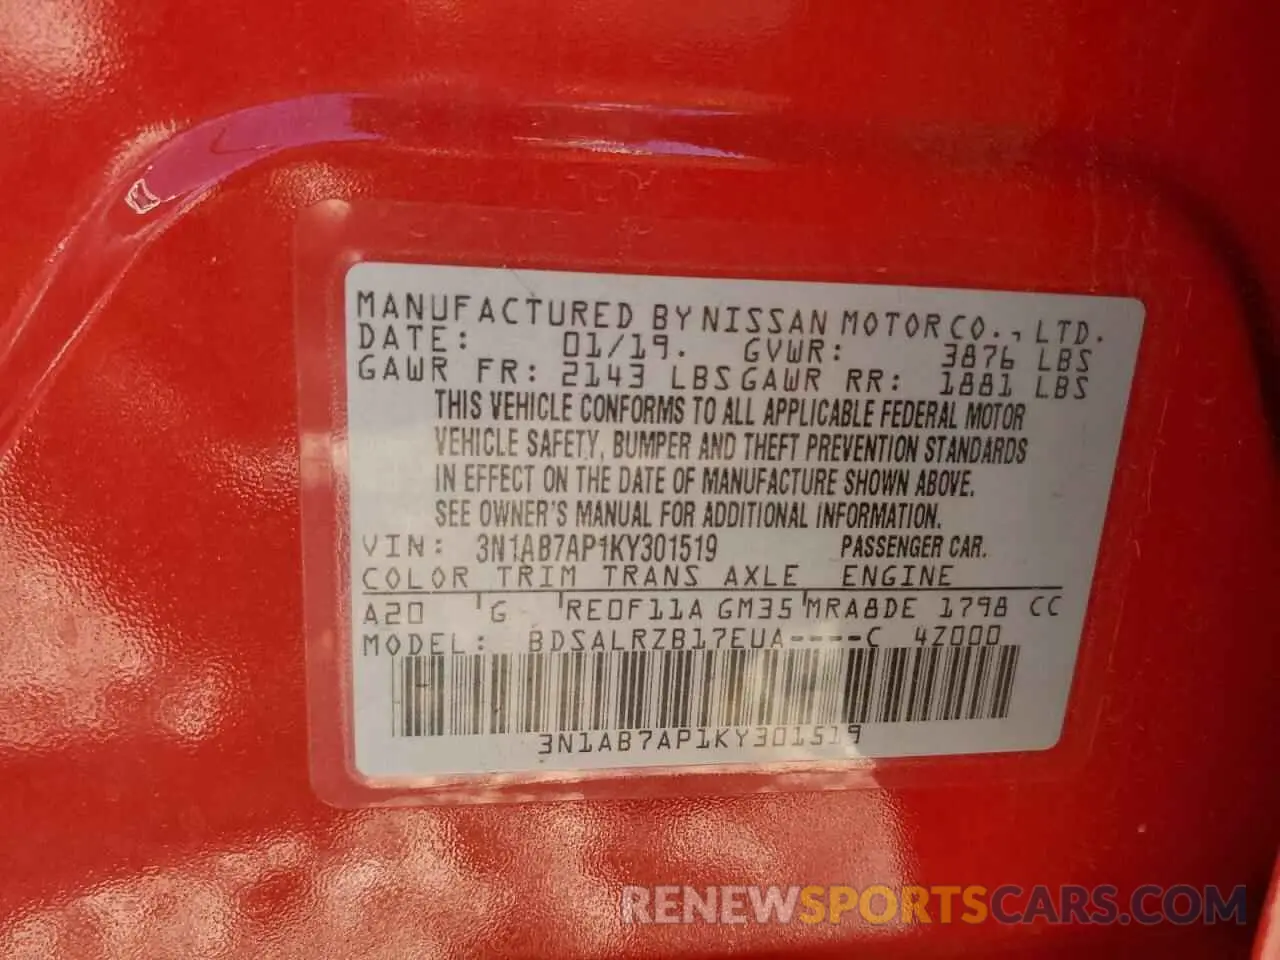 MANUFACTURED BY NISSAN MOTOR CO., LTD.
DATE: 01/19. GVWR: 3876 LBS
GAWR FR: 2143 LBS GAWR RR: 1881 LBS
THIS VEHICLE CONFORMS TO ALL APPLICABLE FEDERAL MOTOR
VEHICLE SAFETY, BUMPER AND THEFT PREVENTION STANDARDS
IN EFFECT ON THE DATE OF MANUFACTURE SHOWN ABOVE.
SEE OWNER'S MANUAL FOR ADDITIONAL INFORMATION.
VIN: 3N1AB7AP1KY301519 PASSENGER CAR.
COLOR TRIM TRANS AXLE ENGINE
A20 G RE0F11A GM35 MRA8DE 1798 CC
MODEL: BDSALRZB17EUA----C 4Z000
3N1AB7AP1KY301519
RENEWSPORTSCARS.COM